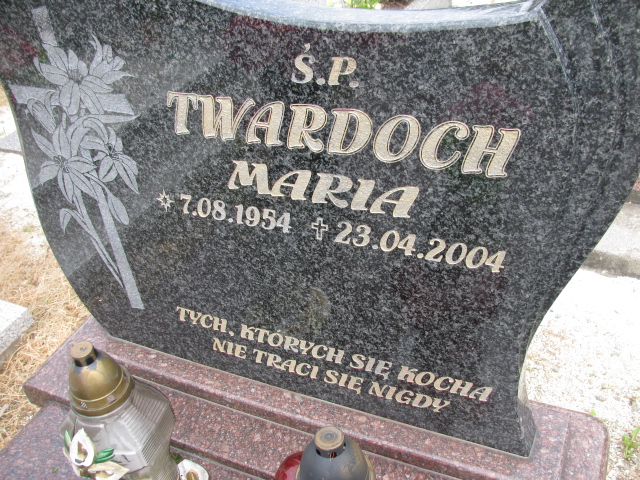 Ś.P.
TWARDOCH
MARIA
* 7.08.1954 ✝ 23.04.2004
TYCH, KTÓRYCH SIĘ KOCHA
NIE TRACI SIĘ NIGDY